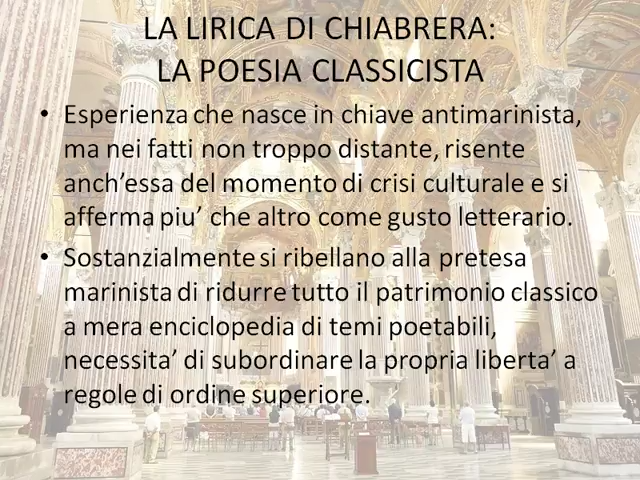 LA LIRICA DI CHIABRERA:
LA POESIA CLASSICISTA
• Esperienza che nasce in chiave antimarinista,
ma nei fatti non troppo distante, risente
anch’essa del momento di crisi culturale e si
afferma piu’ che altro come gusto letterario.
• Sostanzialmente si ribellano alla pretesa
marinista di ridurre tutto il patrimonio classico
a mera enciclopedia di temi poetabili,
necessita’ di subordinare la propria liberta’ a
regole di ordine superiore.